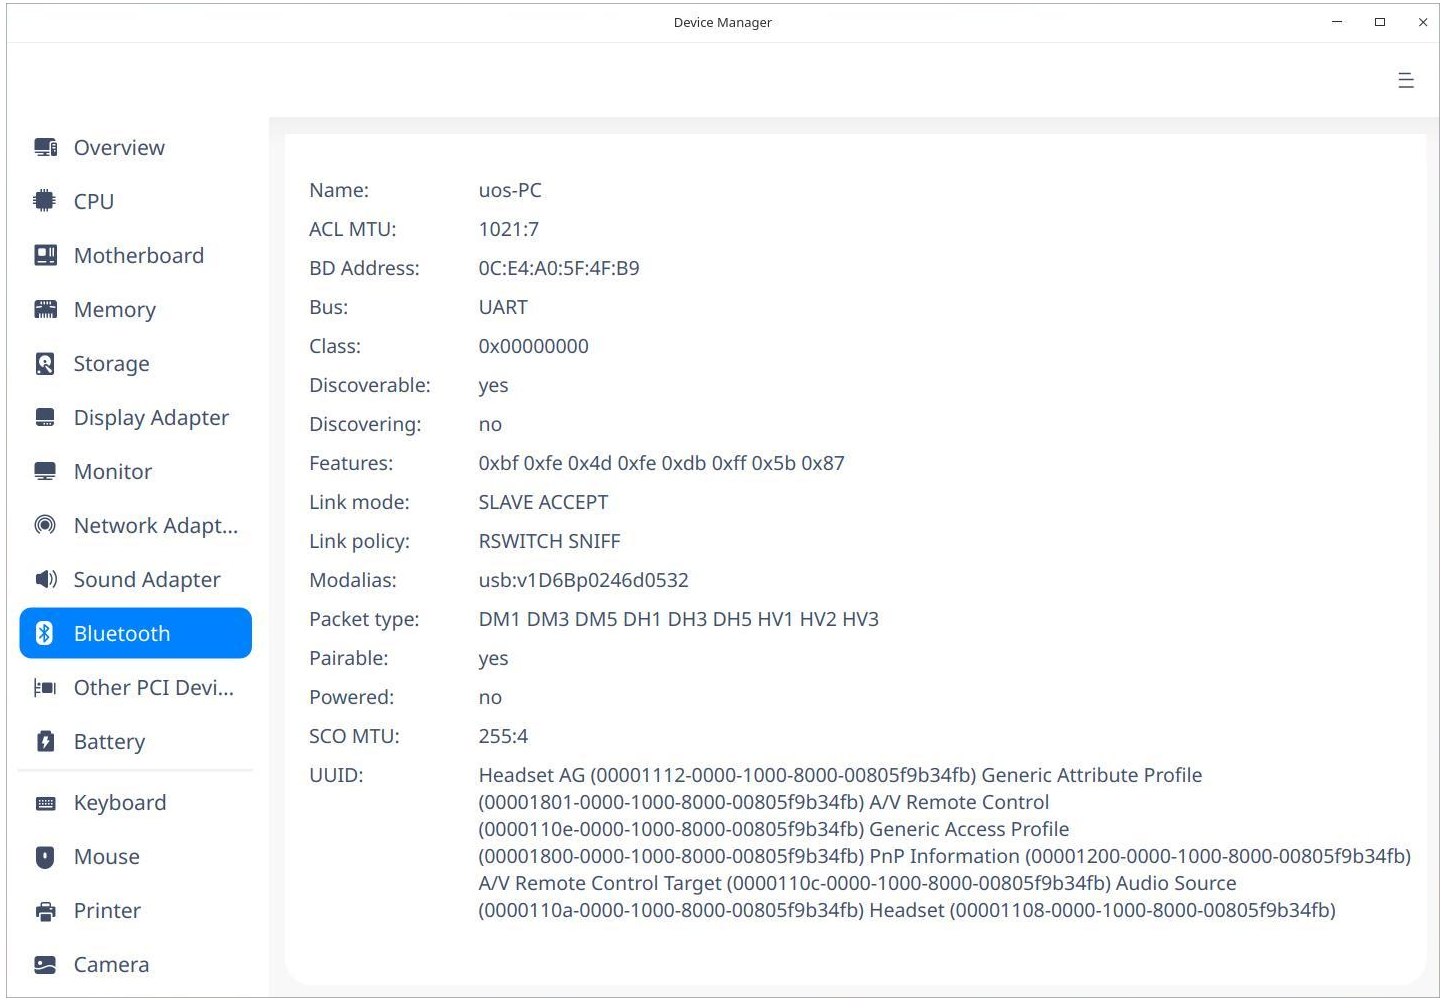 Device Manager
Overview
CPU
Motherboard
Memory
Storage
Display Adapter
Monitor
Network Adapt...
Sound Adapter
Bluetooth
Other PCI Devi...
Battery
Keyboard
Mouse
Printer
Camera
Name: uos-PC
ACL MTU: 1021:7
BD Address: 0C:E4:A0:5F:4F:B9
Bus: UART
Class: 0x00000000
Discoverable: yes
Discovering: no
Features: 0xbf 0xfe 0x4d 0xfe 0xdb 0xff 0x5b 0x87
Link mode: SLAVE ACCEPT
Link policy: RSWITCH SNIFF
Modalias: usb:v1D6Bp0246d0532
Packet type: DM1 DM3 DM5 DH1 DH3 DH5 HV1 HV2 HV3
Pairable: yes
Powered: no
SCO MTU: 255:4
UUID: Headset AG (00001112-0000-1000-8000-00805f9b34fb) Generic Attribute Profile
(00001801-0000-1000-8000-00805f9b34fb) A/V Remote Control
(0000110e-0000-1000-8000-00805f9b34fb) Generic Access Profile
(00001800-0000-1000-8000-00805f9b34fb) PnP Information (00001200-0000-1000-8000-00805f9b34fb)
A/V Remote Control Target (0000110c-0000-1000-8000-00805f9b34fb) Audio Source
(0000110a-0000-1000-8000-00805f9b34fb) Headset (00001108-0000-1000-8000-00805f9b34fb)